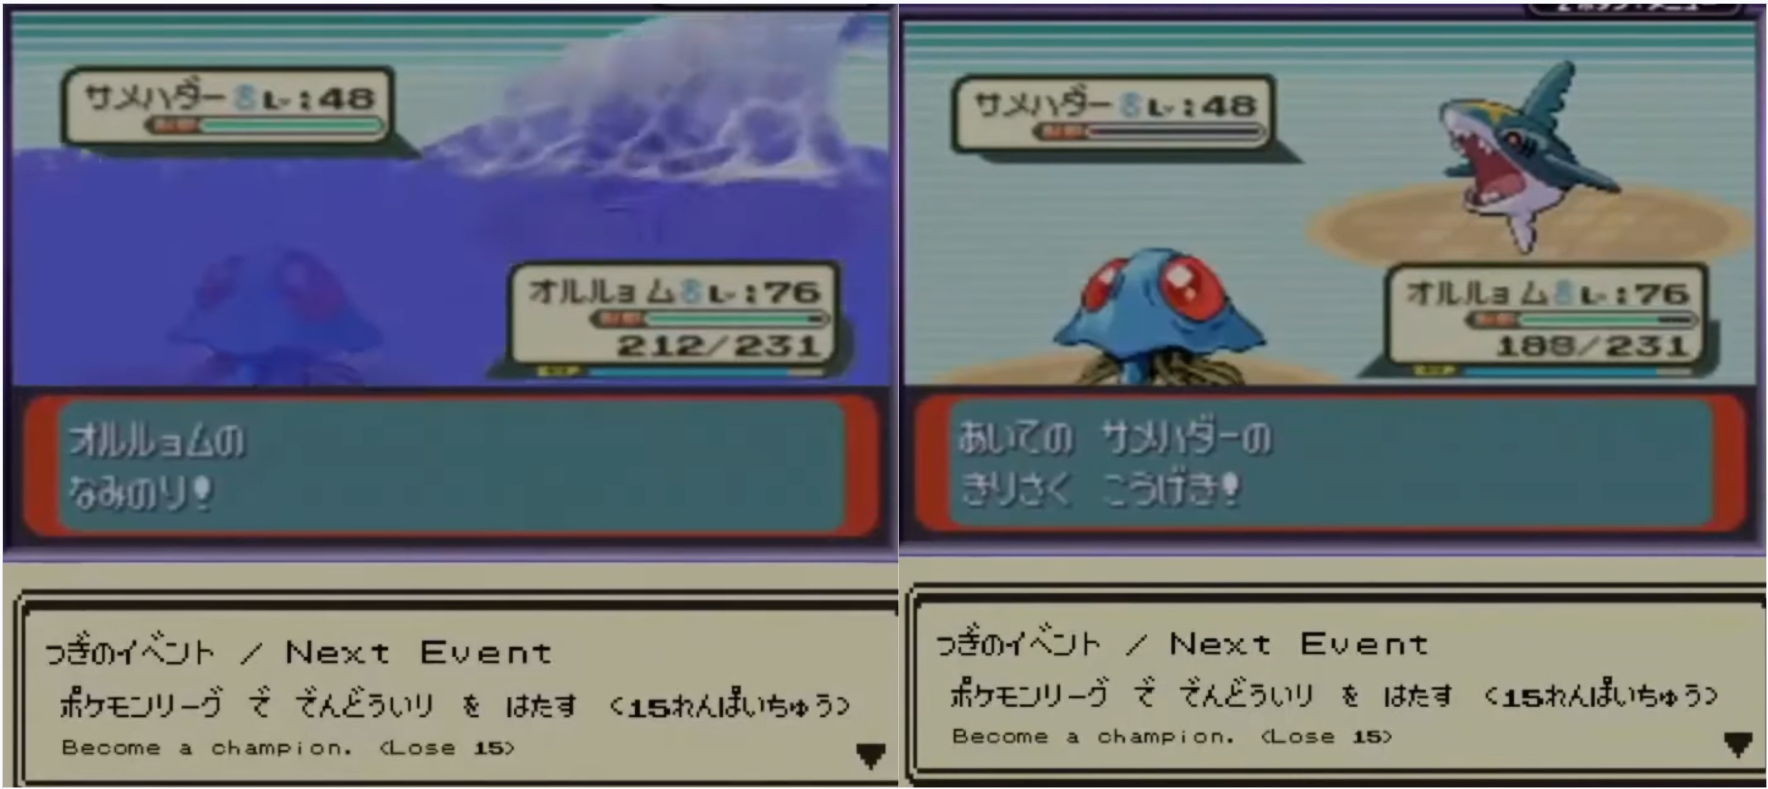 サメハダー♂Lv:48
オルルョム♂Lv:76
212/231
オルルョムの
なみのり!
つぎのイベント / Next Event
ポケモンリーグ で でんどういり を はたす <15れんぱいちゅう>
Become a champion. <Lose 15>
サメハダー♂Lv:48
オルルョム♂Lv:76
188/231
あいての サメハダーの
きりさく こうげき!
つぎのイベント / Next Event
ポケモンリーグ で でんどういり を はたす <15れんぱいちゅう>
Become a champion. <Lose 15>